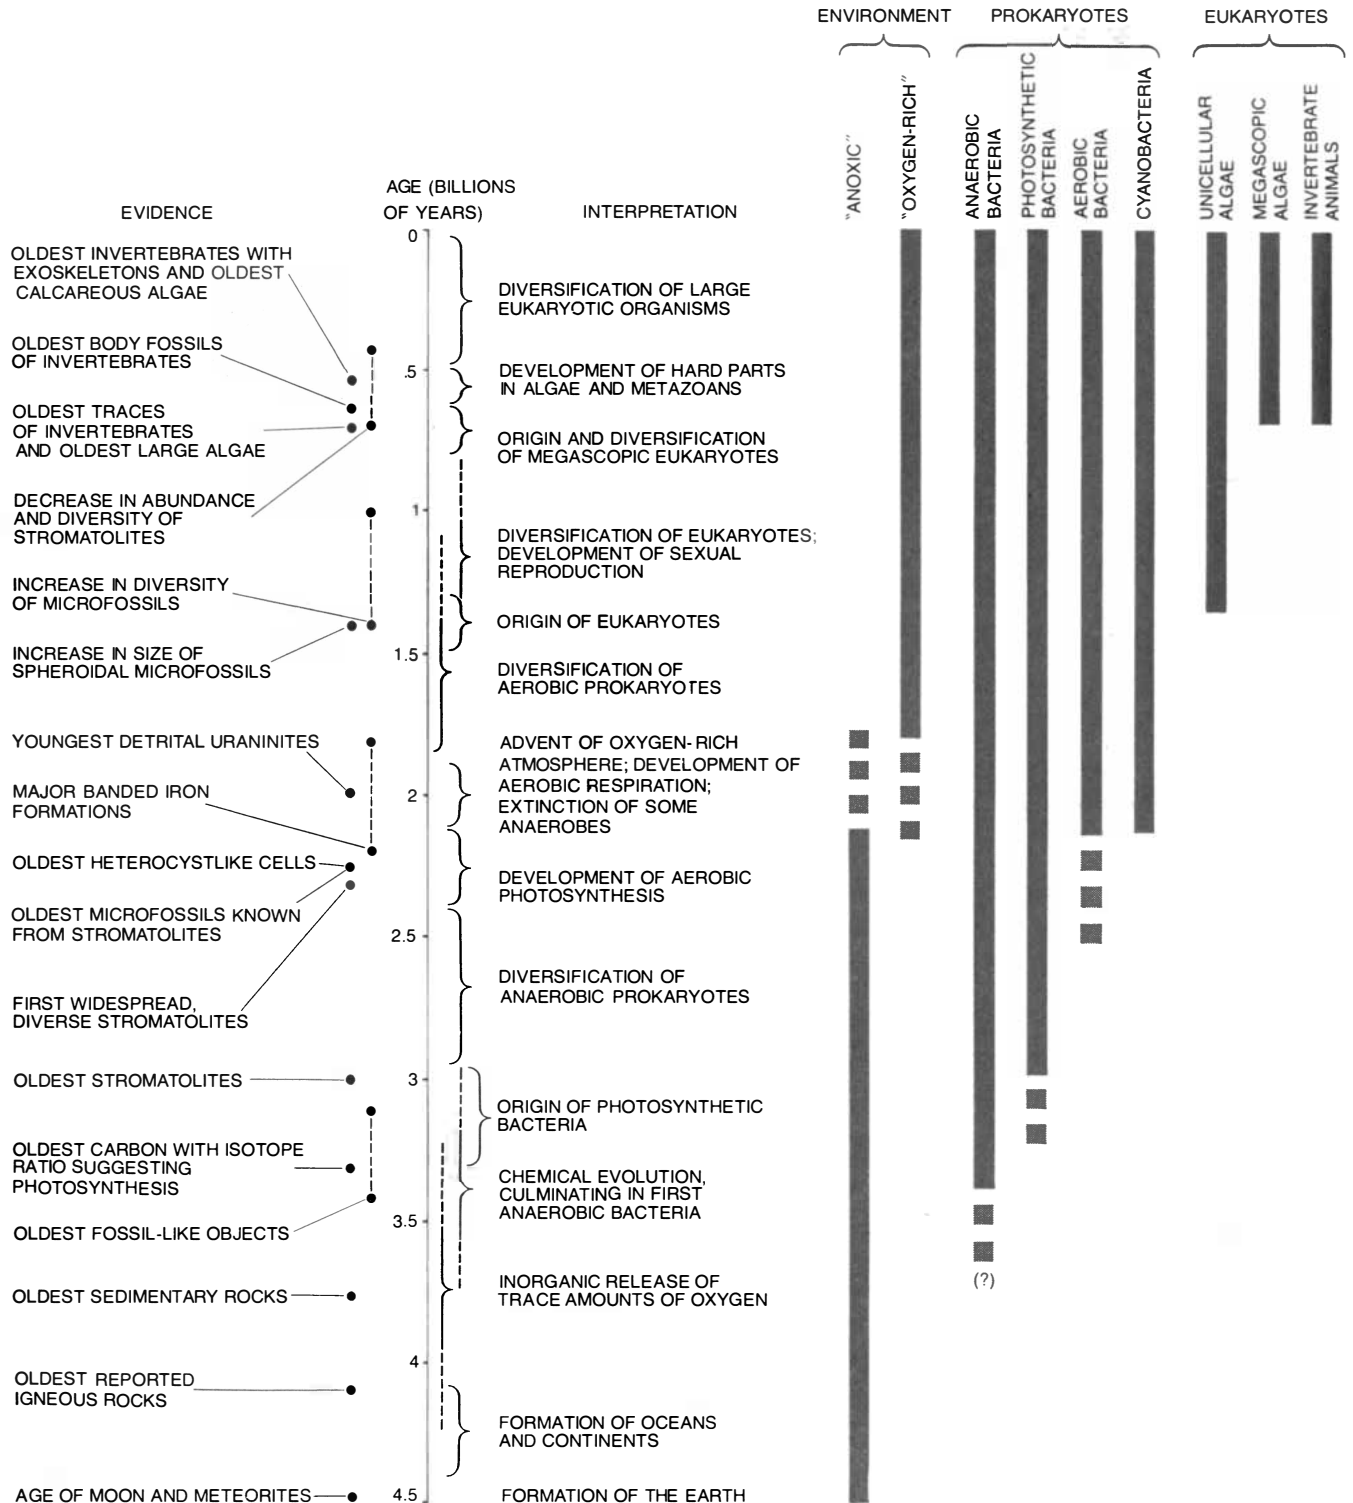 ENVIRONMENT PROKARYOTES EUKARYOTES
"ANOXIC"
"OXYGEN-RICH"
ANAEROBIC
BACTERIA
PHOTOSYNTHETIC
BACTERIA
AEROBIC
BACTERIA
CYANOBACTERIA
UNICELLULAR
ALGAE
MEGASCOPIC
ALGAE
INVERTEBRATE
ANIMALS
EVIDENCE
AGE (BILLIONS
OF YEARS)
INTERPRETATION
OLDEST INVERTEBRATES WITH
EXOSKELETONS AND OLDEST
CALCAREOUS ALGAE
OLDEST BODY FOSSILS
OF INVERTEBRATES
OLDEST TRACES
OF INVERTEBRATES
AND OLDEST LARGE ALGAE
DECREASE IN ABUNDANCE
AND DIVERSITY OF
STROMATOLITES
INCREASE IN DIVERSITY
OF MICROFOSSILS
INCREASE IN SIZE OF
SPHEROIDAL MICROFOSSILS
YOUNGEST DETRITAL URANINITES
MAJOR BANDED IRON
FORMATIONS
OLDEST HETEROCYSTLIKE CELLS
OLDEST MICROFOSSILS KNOWN
FROM STROMATOLITES
FIRST WIDESPREAD,
DIVERSE STROMATOLITES
OLDEST STROMATOLITES
OLDEST CARBON WITH ISOTOPE
RATIO SUGGESTING
PHOTOSYNTHESIS
OLDEST FOSSIL-LIKE OBJECTS
OLDEST SEDIMENTARY ROCKS
OLDEST REPORTED
IGNEOUS ROCKS
AGE OF MOON AND METEORITES
0
.5
1
1.5
2
2.5
3
3.5
4
4.5
DIVERSIFICATION OF LARGE
EUKARYOTIC ORGANISMS
DEVELOPMENT OF HARD PARTS
IN ALGAE AND METAZOANS
ORIGIN AND DIVERSIFICATION
OF MEGASCOPIC EUKARYOTES
DIVERSIFICATION OF EUKARYOTES;
DEVELOPMENT OF SEXUAL
REPRODUCTION
ORIGIN OF EUKARYOTES
DIVERSIFICATION OF
AEROBIC PROKARYOTES
ADVENT OF OXYGEN-RICH
ATMOSPHERE; DEVELOPMENT OF
AEROBIC RESPIRATION;
EXTINCTION OF SOME
ANAEROBES
DEVELOPMENT OF AEROBIC
PHOTOSYNTHESIS
DIVERSIFICATION OF
ANAEROBIC PROKARYOTES
ORIGIN OF PHOTOSYNTHETIC
BACTERIA
CHEMICAL EVOLUTION,
CULMINATING IN FIRST
ANAEROBIC BACTERIA
INORGANIC RELEASE OF
TRACE AMOUNTS OF OXYGEN
FORMATION OF OCEANS
AND CONTINENTS
FORMATION OF THE EARTH
(?)